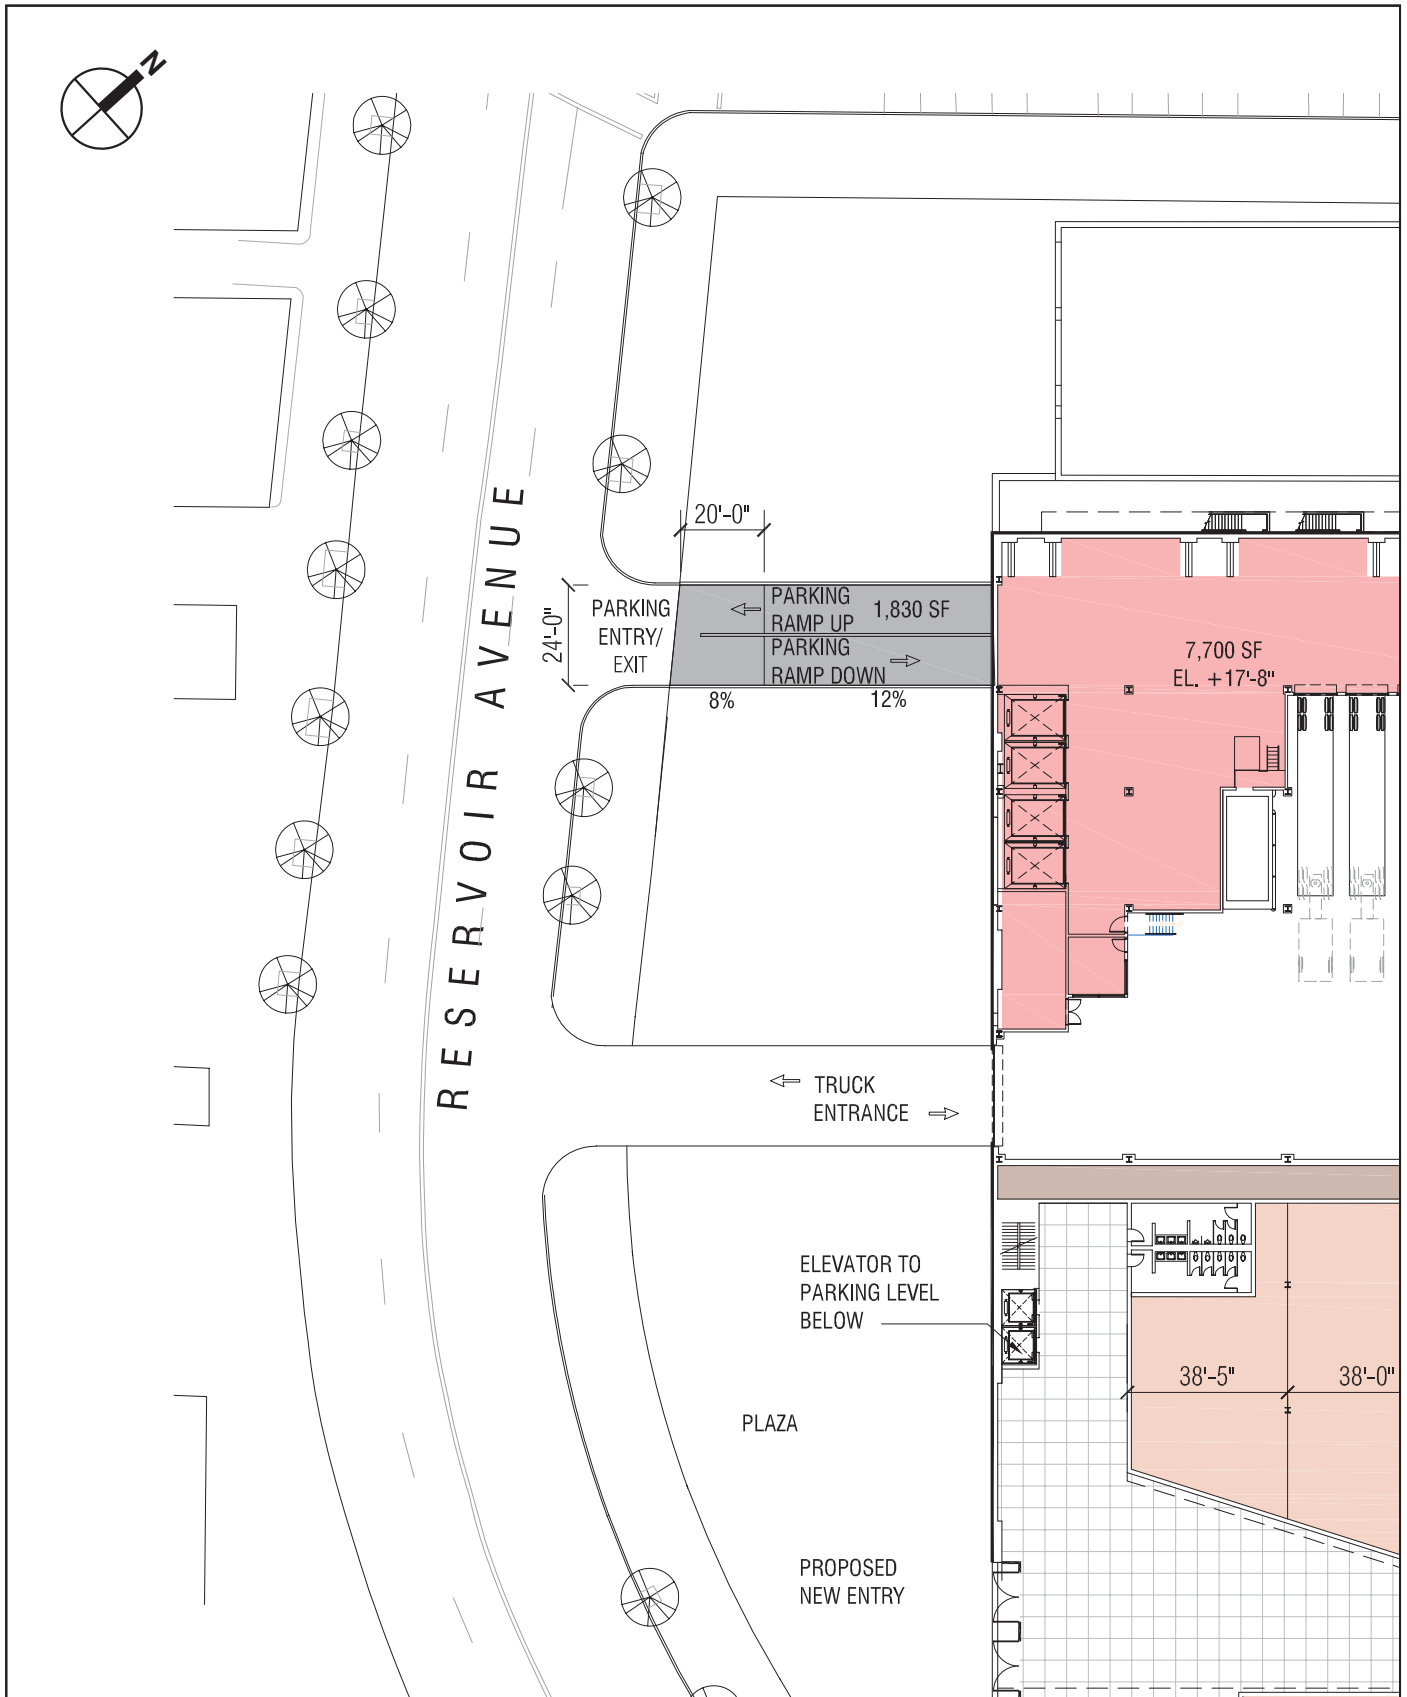 N
20'-0"
24'-0"
PARKING
ENTRY/
EXIT
PARKING
RAMP UP
1,830 SF
PARKING
RAMP DOWN
8%
12%
7,700 SF
EL. +17'-8"
RESERVOIR AVENUE
TRUCK
ENTRANCE
ELEVATOR TO
PARKING LEVEL
BELOW
38'-5"
38'-0"
PLAZA
PROPOSED
NEW ENTRY